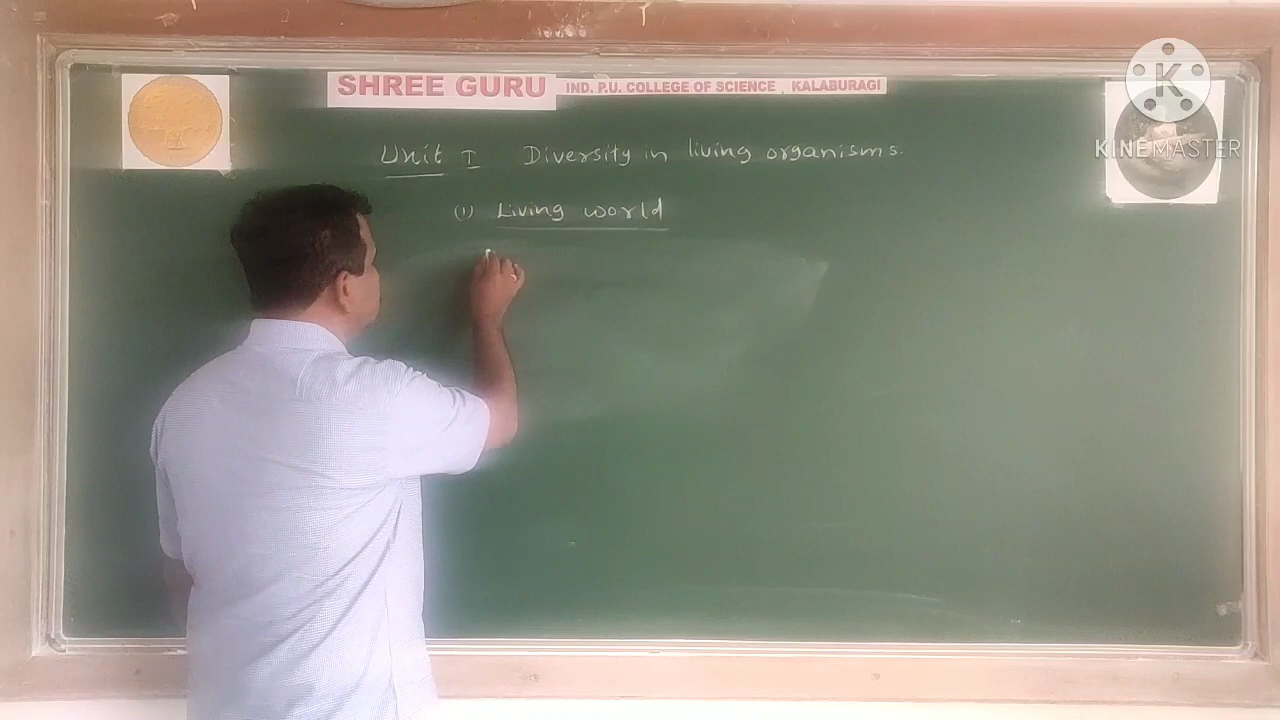 SHREE GURU IND. P.U. COLLEGE OF SCIENCE, KALABURAGI
KINEMASTER
Unit I Diversity in living organisms.
(1) Living world